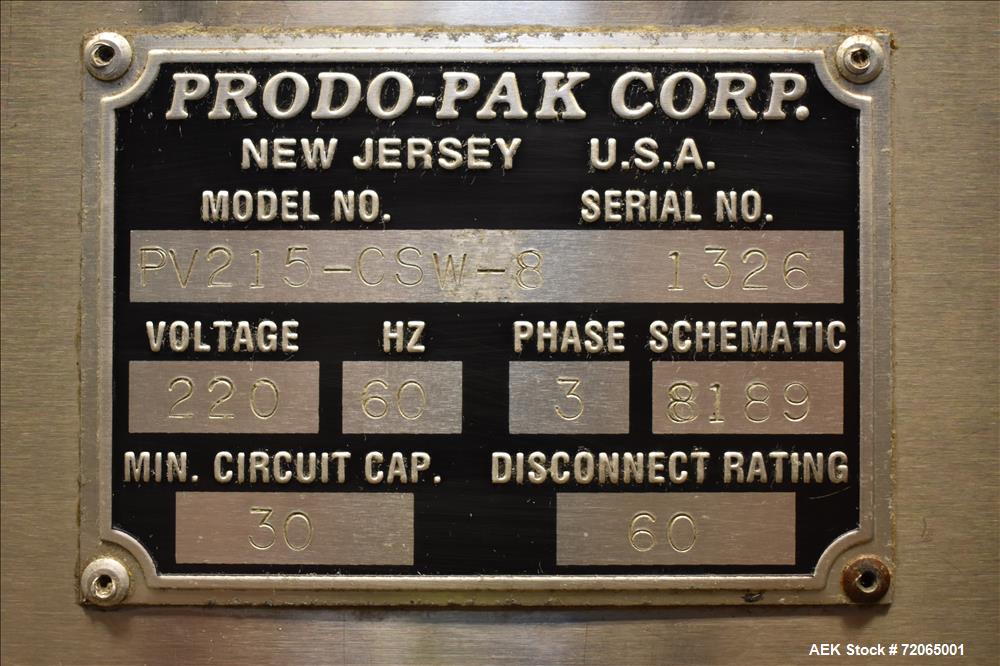 PRODO-PAK CORP.
NEW JERSEY U.S.A.
MODEL NO. SERIAL NO.
PV215-CSW-8 1326
VOLTAGE HZ PHASE SCHEMATIC
220 60 3 8189
MIN. CIRCUIT CAP. DISCONNECT RATING
30 60
AEK Stock # 72065001